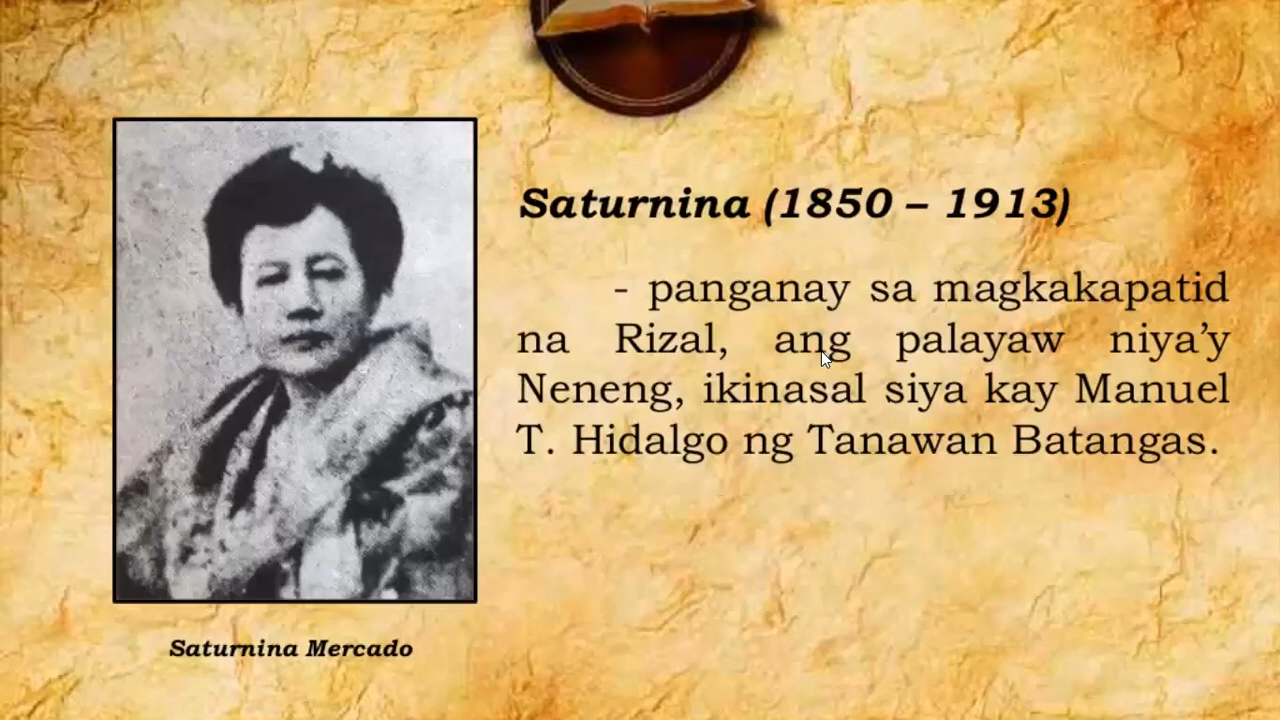 Saturnina (1850 – 1913)
- panganay sa magkakapatid
na Rizal, ang palayaw niya’y
Neneng, ikinasal siya kay Manuel
T. Hidalgo ng Tanawan Batangas.
Saturnina Mercado